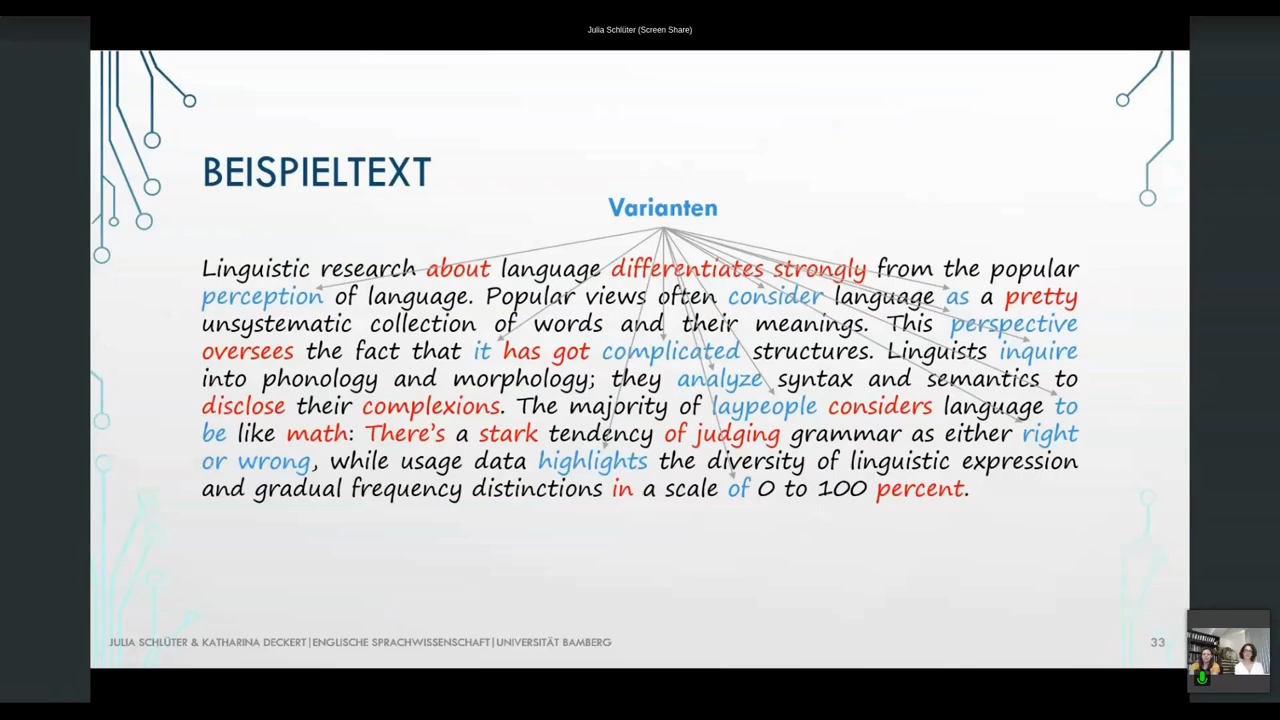 Julia Schlüter (Screen Share)
BEISPIELTEXT
Varianten
Linguistic research about language differentiates strongly from the popular
perception of language. Popular views often consider language as a pretty
unsystematic collection of words and their meanings. This perspective
oversees the fact that it has got complicated structures. Linguists inquire
into phonology and morphology; they analyze syntax and semantics to
disclose their complexions. The majority of laypeople considers language to
be like math: There's a stark tendency of judging grammar as either right
or wrong, while usage data highlights the diversity of linguistic expression
and gradual frequency distinctions in a scale of 0 to 100 percent.
JULIA SCHLÜTER & KATHARINA DECKERT|ENGLISCHE SPRACHWISSENSCHAFT|UNIVERSITÄT BAMBERG
33